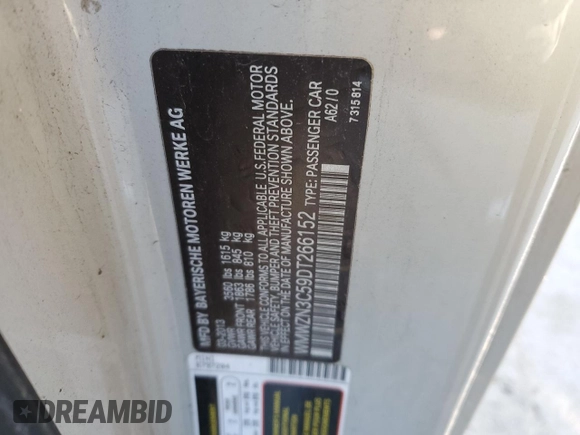 MFD BY BAYERISCHE MOTOREN WERKE AG
03-2013
GVWR 3560 lbs 1615 kg
GAWR FRONT 1863 lbs 845 kg
GAWR REAR 1786 lbs 810 kg
THIS VEHICLE CONFORMS TO ALL APPLICABLE U.S. FEDERAL MOTOR
VEHICLE SAFETY, BUMPER AND THEFT PREVENTION STANDARDS
IN EFFECT ON THE DATE OF MANUFACTURE SHOWN ABOVE.
WMWZN3C59DT266152 TYPE: PASSENGER CAR
A62/0
7 315 814
DREAMBID